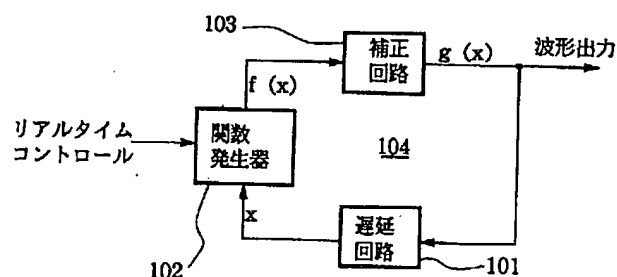 103
補正
回路
g (x)
波形出力
f (x)
リアルタイム
コントロール
関数
発生器
104
x
遅延
回路
102
101